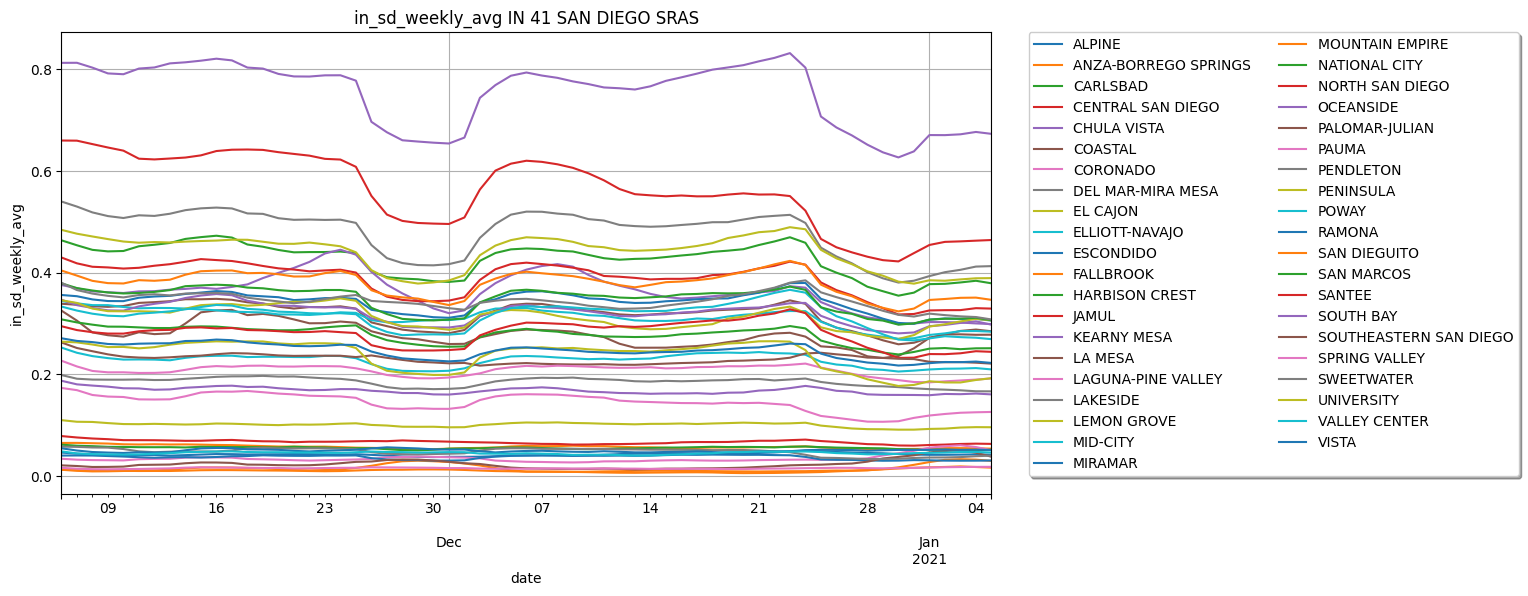 in_sd_weekly_avg IN 41 SAN DIEGO SRAS
in_sd_weekly_avg
0.8
0.6
0.4
0.2
0.0
09
16
23
30
07
14
21
28
04
Dec
Jan
2021
date
ALPINE
ANZA-BORREGO SPRINGS
CARLSBAD
CENTRAL SAN DIEGO
CHULA VISTA
COASTAL
CORONADO
DEL MAR-MIRA MESA
EL CAJON
ELLIOTT-NAVAJO
ESCONDIDO
FALLBROOK
HARBISON CREST
JAMUL
KEARNY MESA
LA MESA
LAGUNA-PINE VALLEY
LAKESIDE
LEMON GROVE
MID-CITY
MIRAMAR
MOUNTAIN EMPIRE
NATIONAL CITY
NORTH SAN DIEGO
OCEANSIDE
PALOMAR-JULIAN
PAUMA
PENDLETON
PENINSULA
POWAY
RAMONA
SAN DIEGUITO
SAN MARCOS
SANTEE
SOUTH BAY
SOUTHEASTERN SAN DIEGO
SPRING VALLEY
SWEETWATER
UNIVERSITY
VALLEY CENTER
VISTA